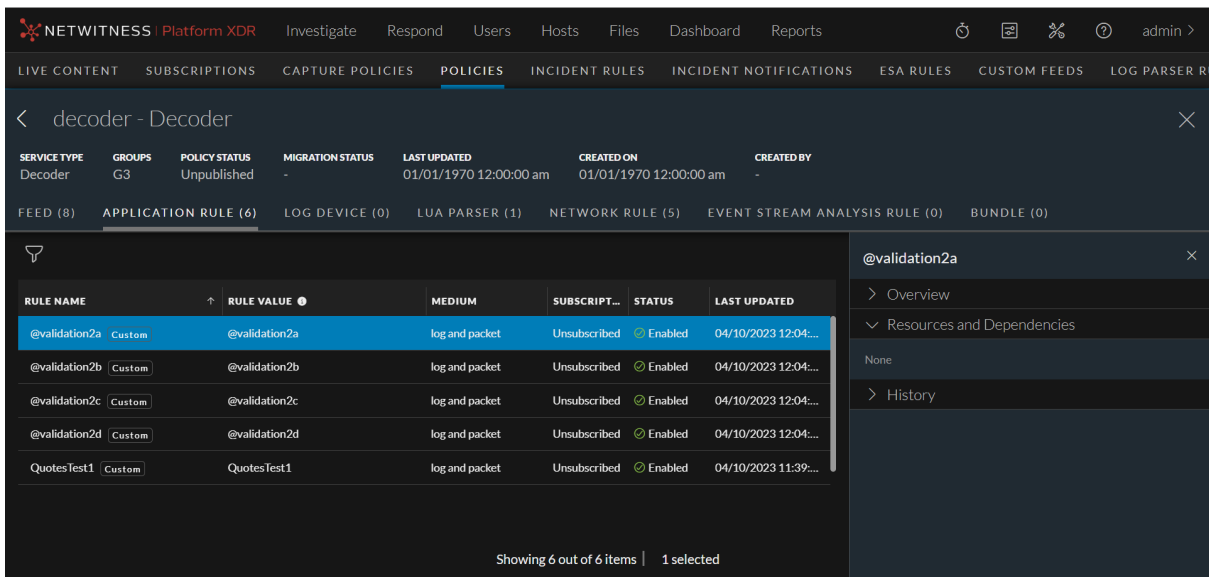 NETWITNESS | Platform XDR Investigate Respond Users Hosts Files Dashboard Reports admin >
LIVE CONTENT SUBSCRIPTIONS CAPTURE POLICIES POLICIES INCIDENT RULES INCIDENT NOTIFICATIONS ESA RULES CUSTOM FEEDS LOG PARSER R
decoder - Decoder
SERVICE TYPE GROUPS POLICY STATUS MIGRATION STATUS LAST UPDATED CREATED ON CREATED BY
Decoder G3 Unpublished - 01/01/1970 12:00:00 am 01/01/1970 12:00:00 am -
FEED (8) APPLICATION RULE (6) LOG DEVICE (0) LUA PARSER (1) NETWORK RULE (5) EVENT STREAM ANALYSIS RULE (0) BUNDLE (0)
RULE NAME RULE VALUE MEDIUM SUBSCRIPT... STATUS LAST UPDATED
@validation2a Custom @validation2a log and packet Unsubscribed Enabled 04/10/2023 12:04:...
@validation2b Custom @validation2b log and packet Unsubscribed Enabled 04/10/2023 12:04:...
@validation2c Custom @validation2c log and packet Unsubscribed Enabled 04/10/2023 12:04:...
@validation2d Custom @validation2d log and packet Unsubscribed Enabled 04/10/2023 12:04:...
QuotesTest1 Custom QuotesTest1 log and packet Unsubscribed Enabled 04/10/2023 11:39:...
Showing 6 out of 6 items | 1 selected
@validation2a
Overview
Resources and Dependencies
None
History